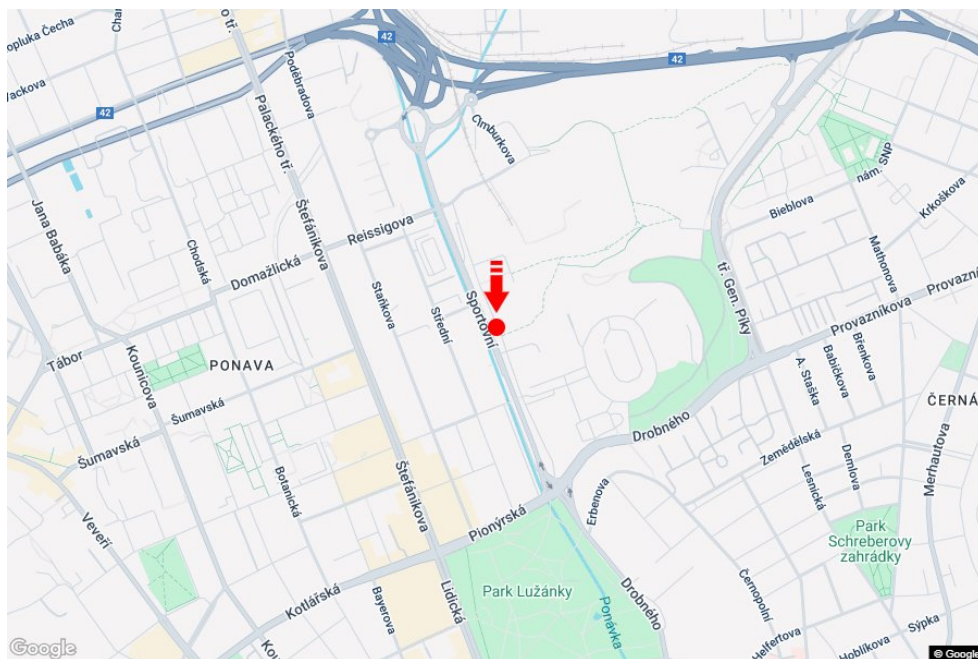 opluka Čecha
Vackova
42
Palackého tř.
Poděbradova
42
42
Cimburkova
nám. SNP
Bieblova
Krkoškova
Mathonova
Jana Babáka
Chodská
Štefánikova
Reissigova
Domažlická
tř. Gen. Píky
Provazníkova
Tábor
Kounicova
PONAVA
Staňkova
Střední
Sportovní
A. Staška
Babičkova
Břenkova
ČERNÁ
Šumavská
Šumavská
Drobného
Zemědělská
Lesnická
Demlova
Merhautova
Botanická
Štefánikova
Veveří
Pionýrská
Erbenova
Park
Schreberovy
zahrádky
Kotlářská
Bayerova
Lidická
Park Lužánky
Ponávka
Drobného
Černopolní
Helfertova
Hoblíkova
Sýpka
Google
© Google